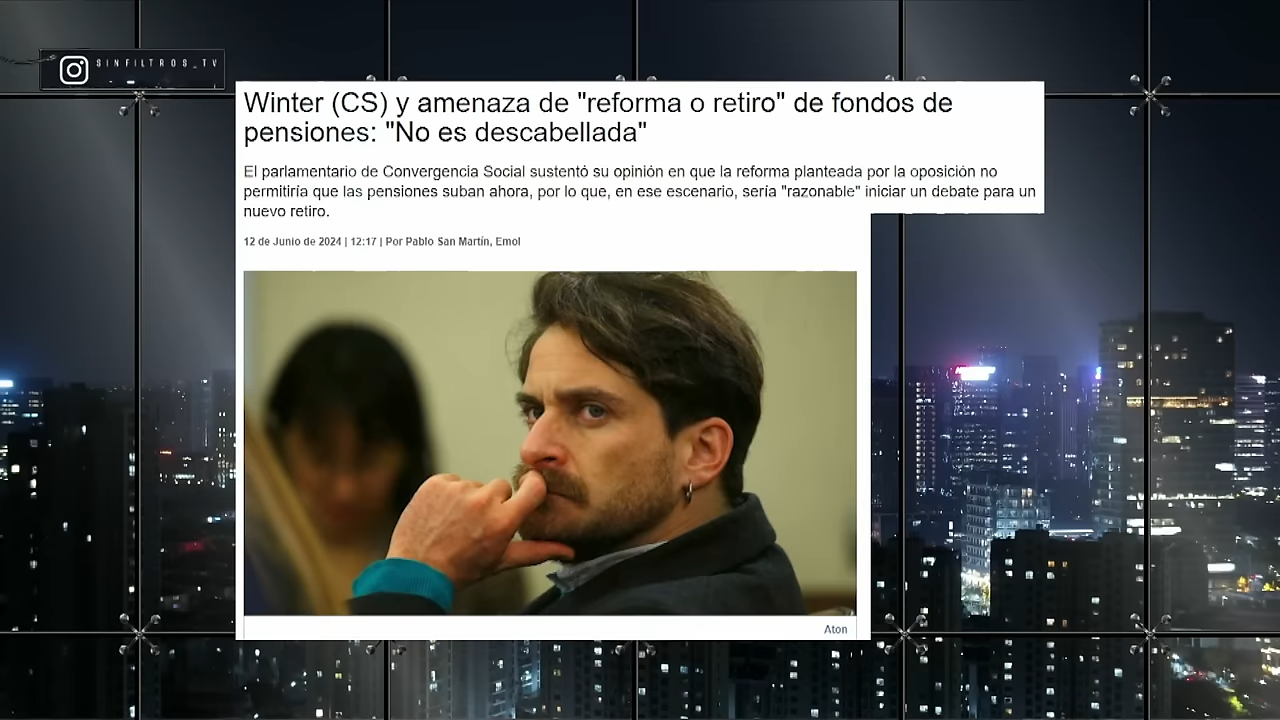 SINFILTROS_TV
Winter (CS) y amenaza de "reforma o retiro" de fondos de
pensiones: "No es descabellada"
El parlamentario de Convergencia Social sustentó su opinión en que la reforma planteada por la oposición no
permitiría que las pensiones suban ahora, por lo que, en ese escenario, sería "razonable" iniciar un debate para un
nuevo retiro.
12 de Junio de 2024 | 12:17 | Por Pablo San Martín, Emol
Aton